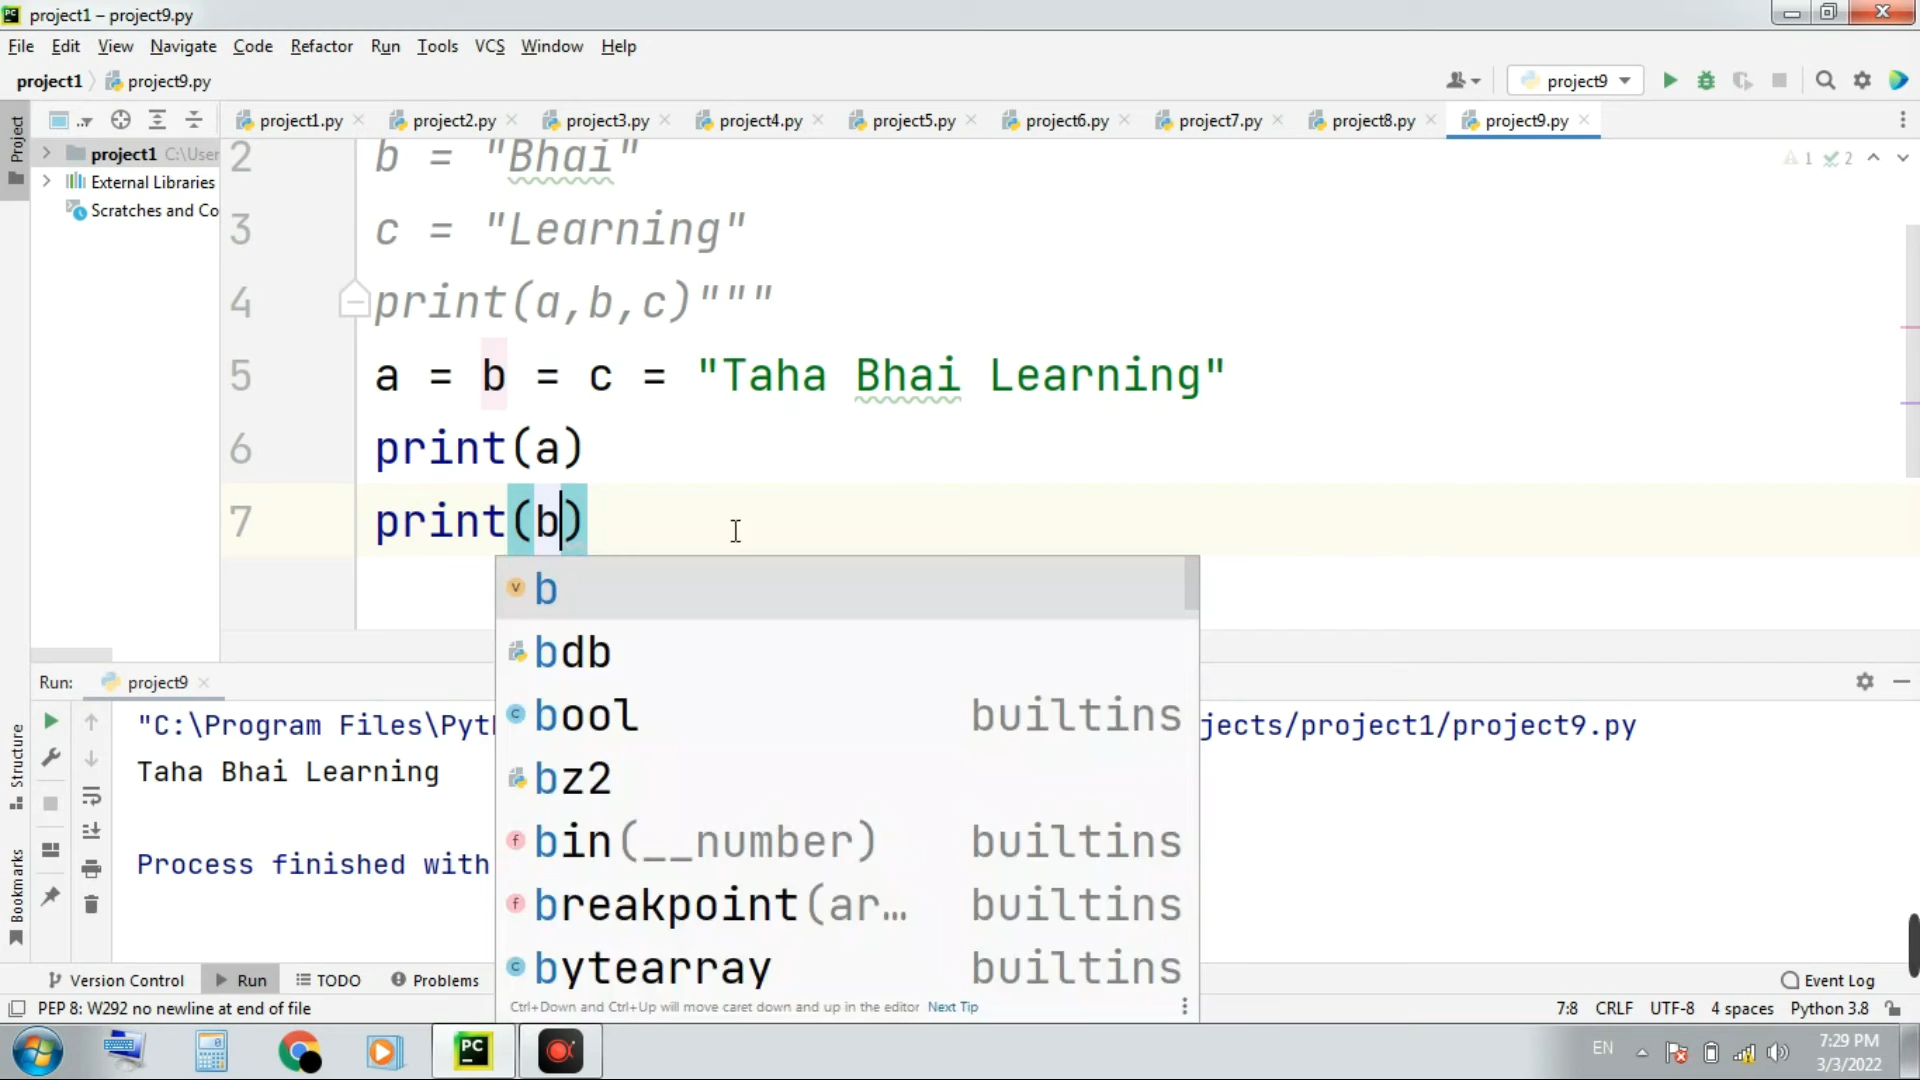 project1 – project9.py
File Edit View Navigate Code Refactor Run Tools VCS Window Help
project1 project9.py project9
Project
project1.py project2.py project3.py project4.py project5.py project6.py project7.py project8.py project9.py
project1 C:\User
External Libraries
Scratches and Co
1 2
2 b = "Bhai"
3 c = "Learning"
4 print(a,b,c)"""
5 a = b = c = "Taha Bhai Learning"
6 print(a)
7 print(b)
b
bdb
bool builtins
bz2
bin(__number) builtins
breakpoint(ar… builtins
bytearray builtins
Ctrl+Down and Ctrl+Up will move caret down and up in the editor Next Tip
Run: project9
"C:\Program Files\Pyt jects/project1/project9.py
Taha Bhai Learning
Process finished with
Structure
Bookmarks
Version Control Run TODO Problems Event Log
PEP 8: W292 no newline at end of file 7:8 CRLF UTF-8 4 spaces Python 3.8
PC
EN 7:29 PM
3/3/2022